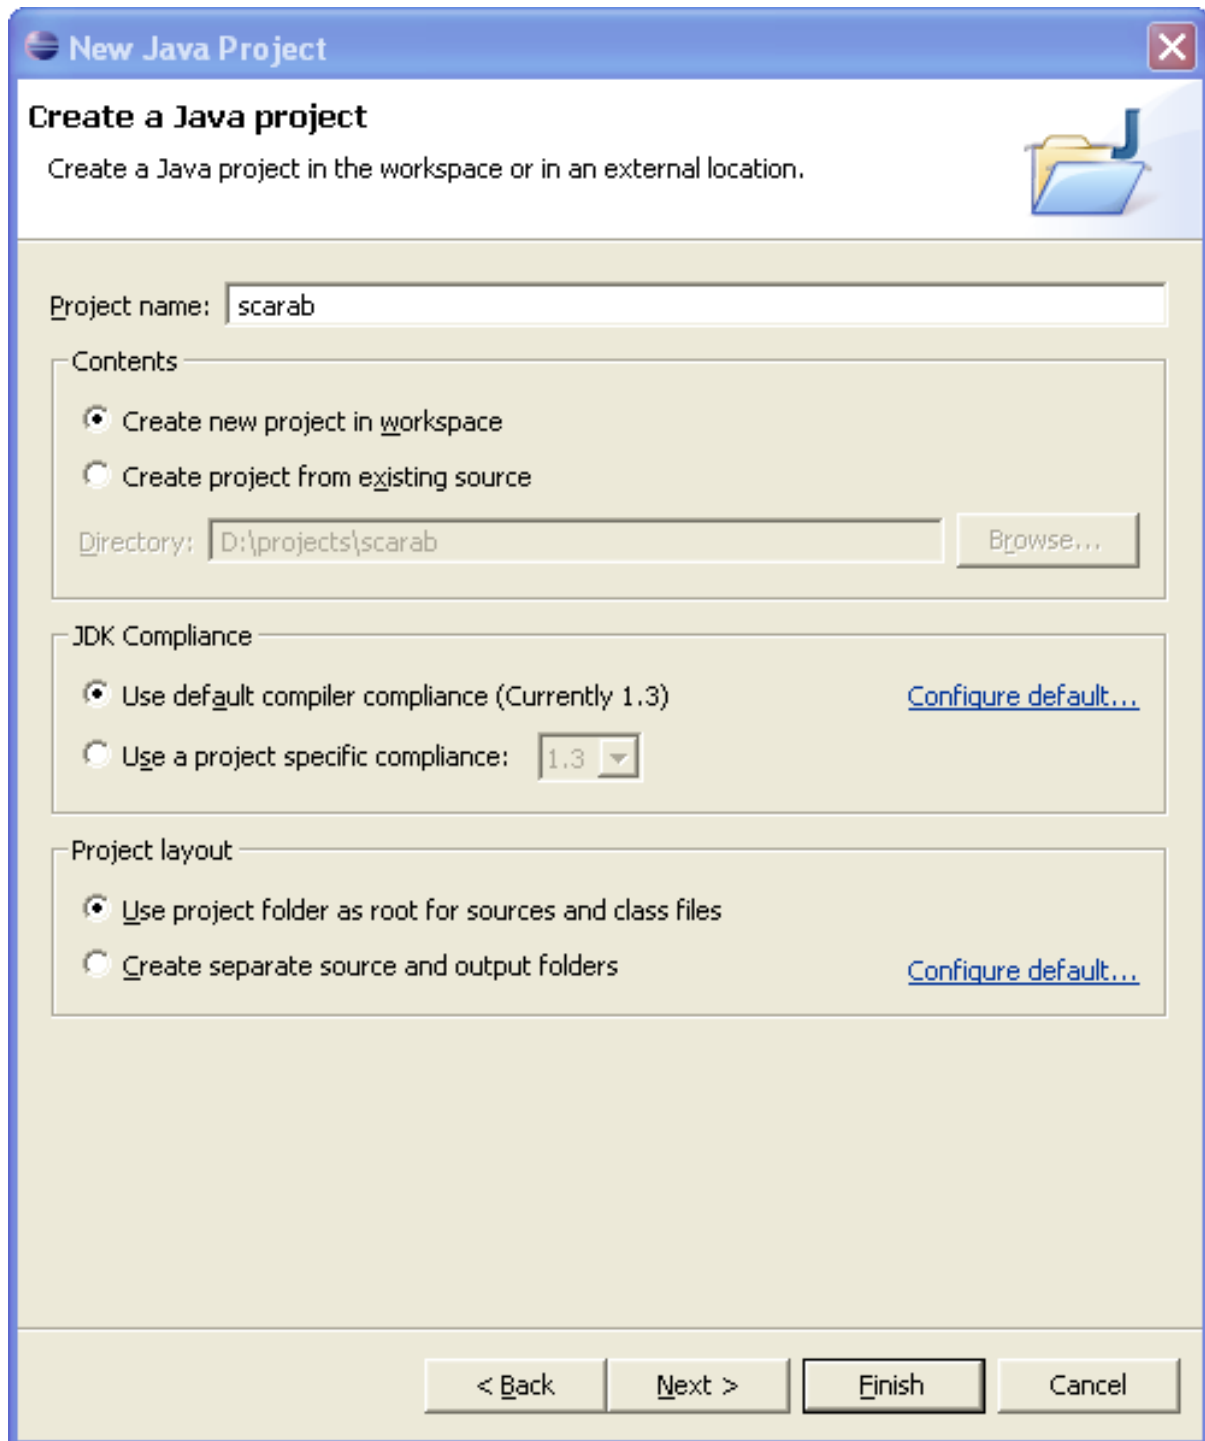 New Java Project
Create a Java project
Create a Java project in the workspace or in an external location.
Project name: scarab
Contents
Create new project in workspace
Create project from existing source
Directory: D:\projects\scarab Browse...
JDK Compliance
Use default compiler compliance (Currently 1.3) Configure default...
Use a project specific compliance: 1.3
Project layout
Use project folder as root for sources and class files
Create separate source and output folders Configure default...
< Back Next > Finish Cancel